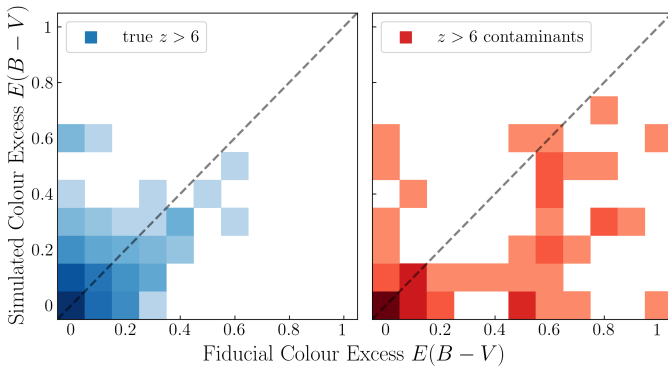 Simulated Colour Excess E(B − V)
1
0.8
0.6
0.4
0.2
0
true z > 6
z > 6 contaminants
0 0.2 0.4 0.6 0.8 1
0 0.2 0.4 0.6 0.8 1
Fiducial Colour Excess E(B − V)